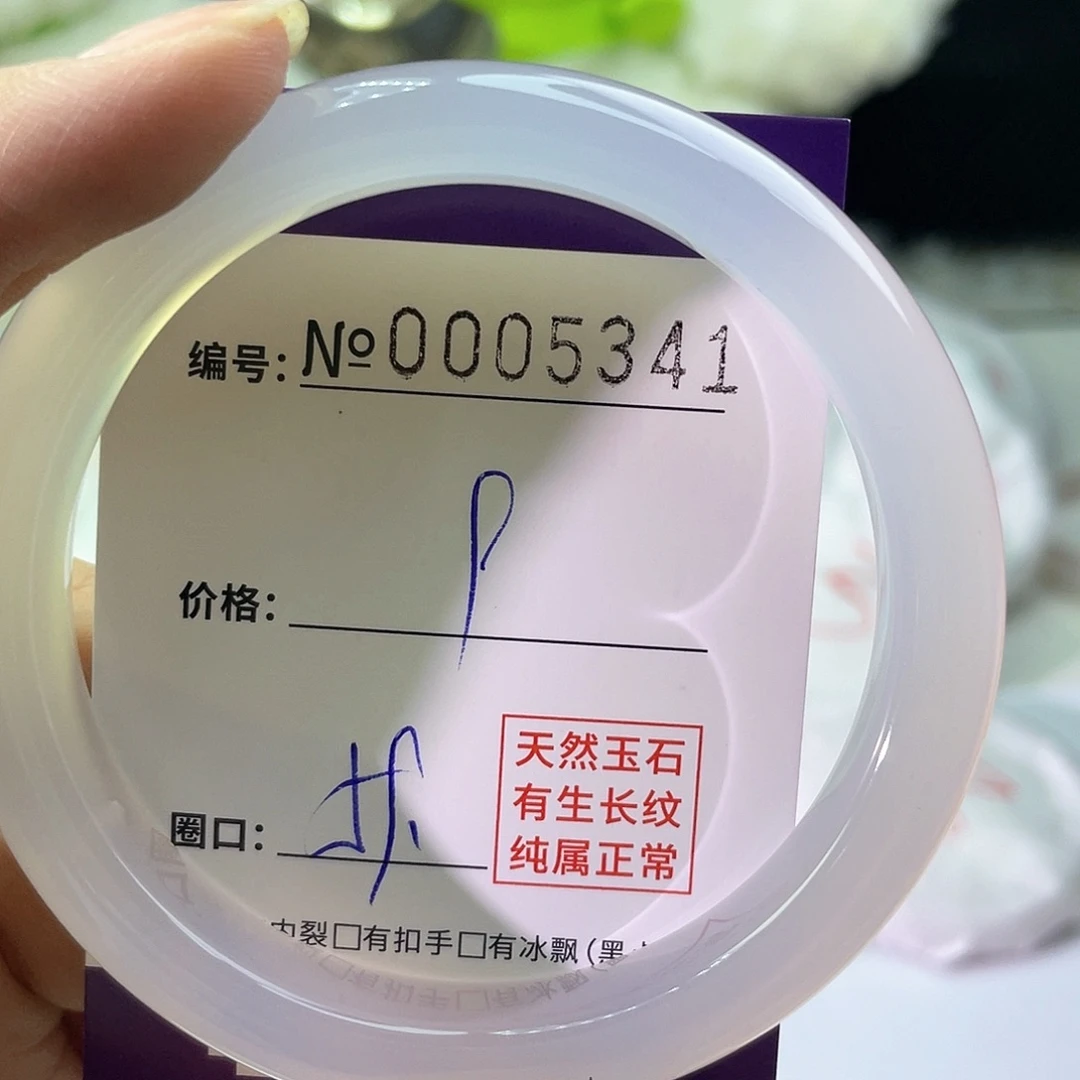 编号: №0005341
价格:
圈口:
天然玉石
有生长纹
纯属正常
内裂□有扣手□有冰飘(黑